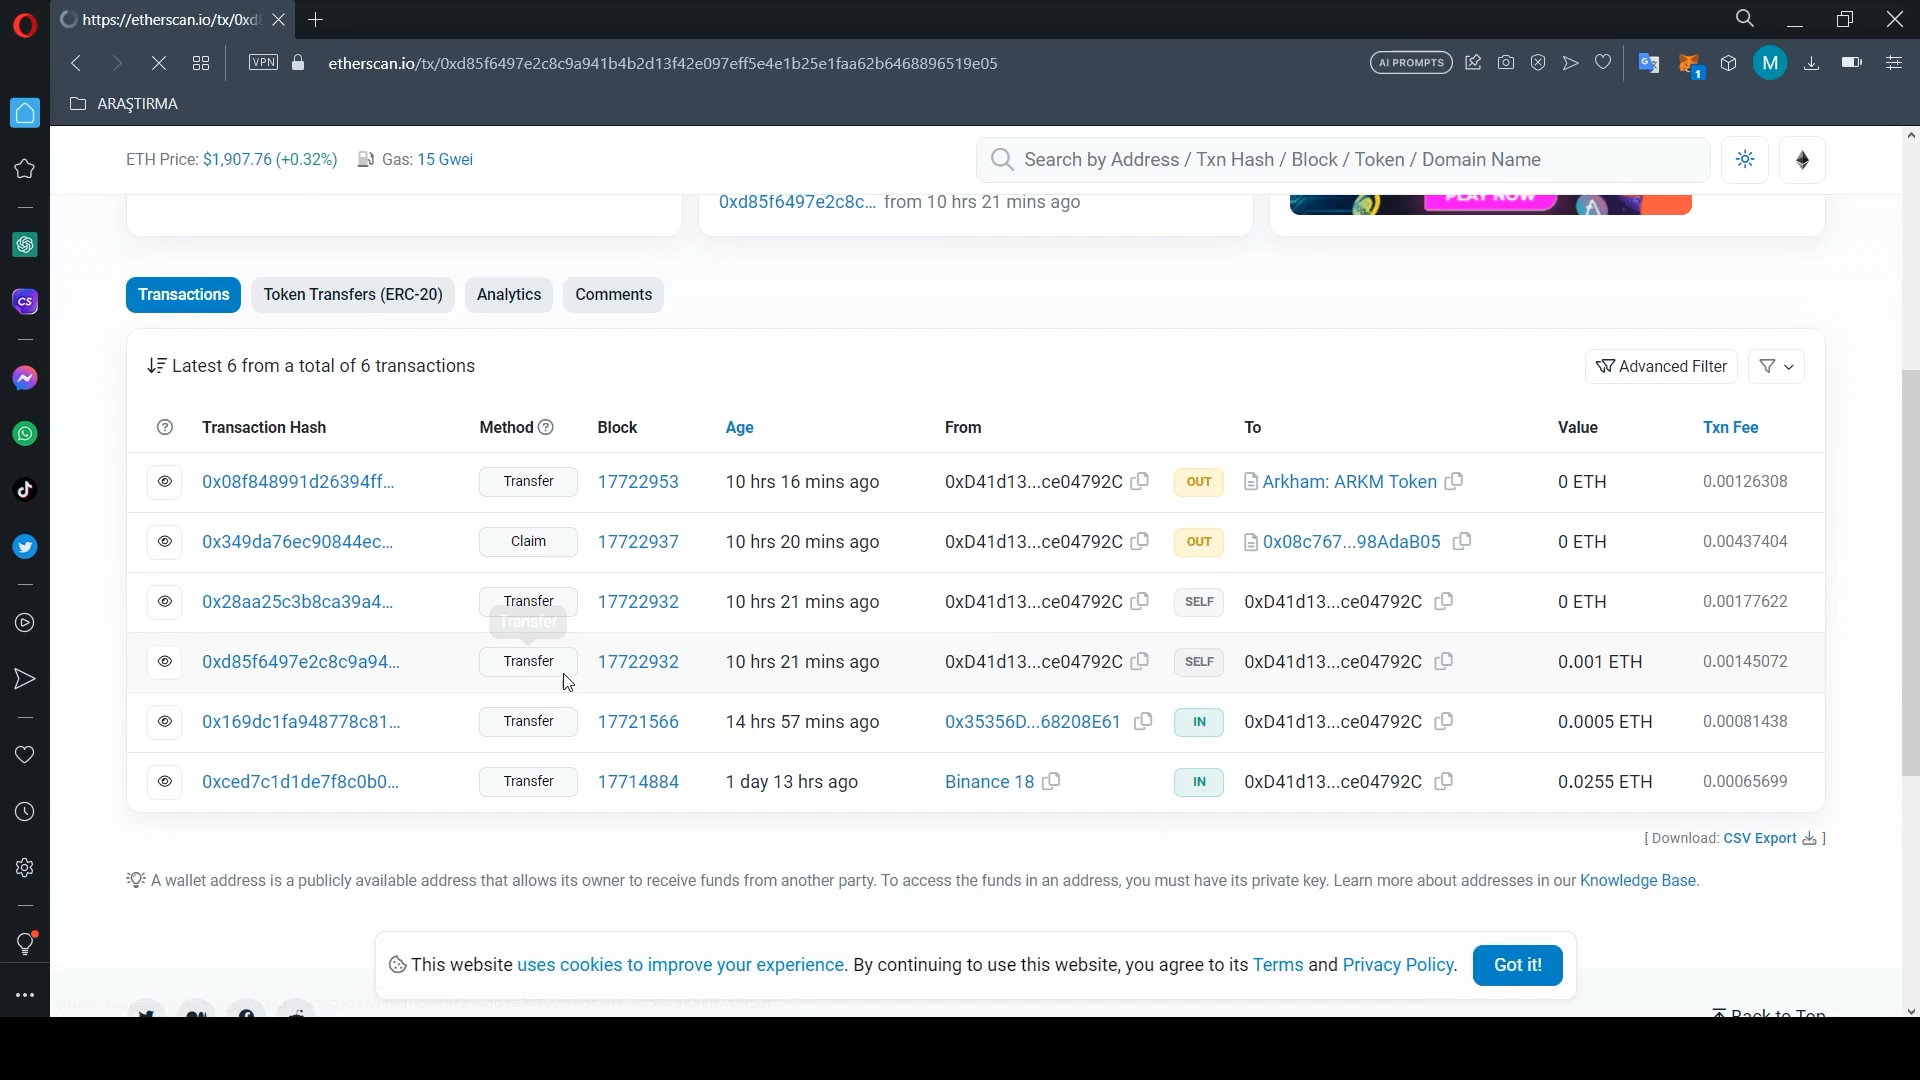 https://etherscan.io/tx/0xd8
VPN
etherscan.io/tx/0xd85f6497e2c8c9a941b4b2d13f42e097eff5e4e1b25e1faa62b6468896519e05
AI PROMPTS
1
M
ARAŞTIRMA
CS
ETH Price: $1,907.76 (+0.32%) Gas: 15 Gwei
Search by Address / Txn Hash / Block / Token / Domain Name
0xd85f6497e2c8c... from 10 hrs 21 mins ago
PLAY NOW
Transactions Token Transfers (ERC-20) Analytics Comments
Latest 6 from a total of 6 transactions
Advanced Filter
Transaction Hash Method Block Age From To Value Txn Fee
0x08f848991d26394ff... Transfer 17722953 10 hrs 16 mins ago 0xD41d13...ce04792C OUT Arkham: ARKM Token 0 ETH 0.00126308
0x349da76ec90844ec... Claim 17722937 10 hrs 20 mins ago 0xD41d13...ce04792C OUT 0x08c767...98AdaB05 0 ETH 0.00437404
0x28aa25c3b8ca39a4... Transfer 17722932 10 hrs 21 mins ago 0xD41d13...ce04792C SELF 0xD41d13...ce04792C 0 ETH 0.00177622
Transfer
0xd85f6497e2c8c9a94... Transfer 17722932 10 hrs 21 mins ago 0xD41d13...ce04792C SELF 0xD41d13...ce04792C 0.001 ETH 0.00145072
0x169dc1fa948778c81... Transfer 17721566 14 hrs 57 mins ago 0x35356D...68208E61 IN 0xD41d13...ce04792C 0.0005 ETH 0.00081438
0xced7c1d1de7f8c0b0... Transfer 17714884 1 day 13 hrs ago Binance 18 IN 0xD41d13...ce04792C 0.0255 ETH 0.00065699
[ Download: CSV Export ]
A wallet address is a publicly available address that allows its owner to receive funds from another party. To access the funds in an address, you must have its private key. Learn more about addresses in our Knowledge Base.
This website uses cookies to improve your experience. By continuing to use this website, you agree to its Terms and Privacy Policy.
Got it!
Back to Top